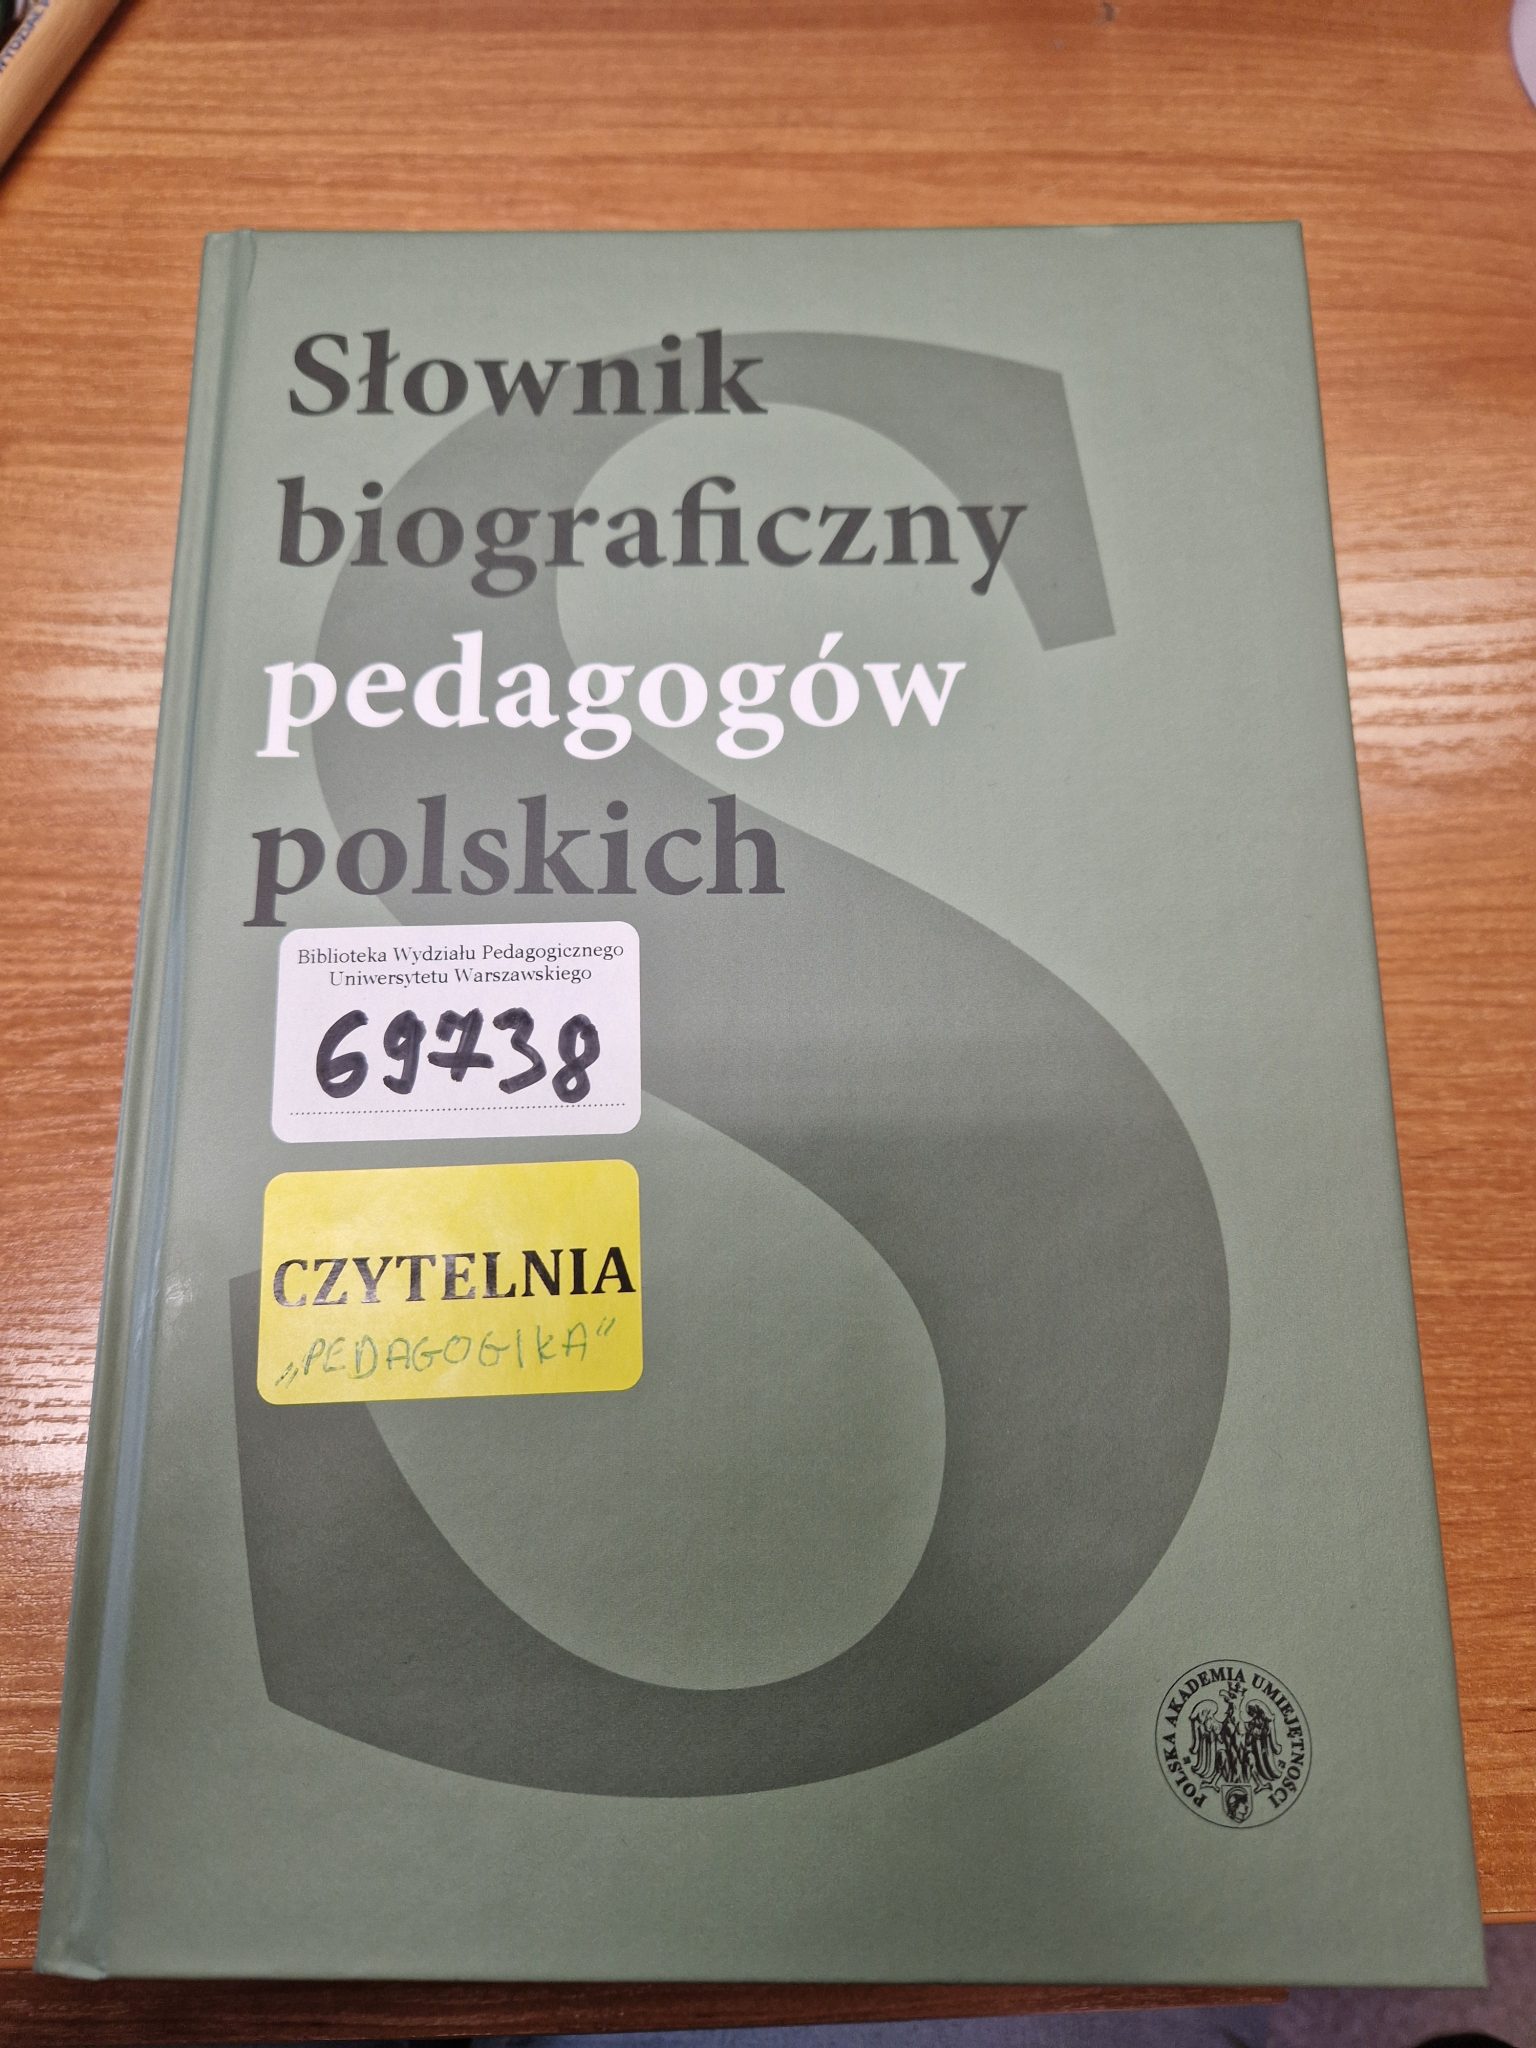 Słownik
biograficzny
pedagogów
polskich
Biblioteka Wydziału Pedagogicznego
Uniwersytetu Warszawskiego
69738
CZYTELNIA
„PEDAGOGIKA"
POLSKA AKADEMIA UMIEJĘTNOŚCI